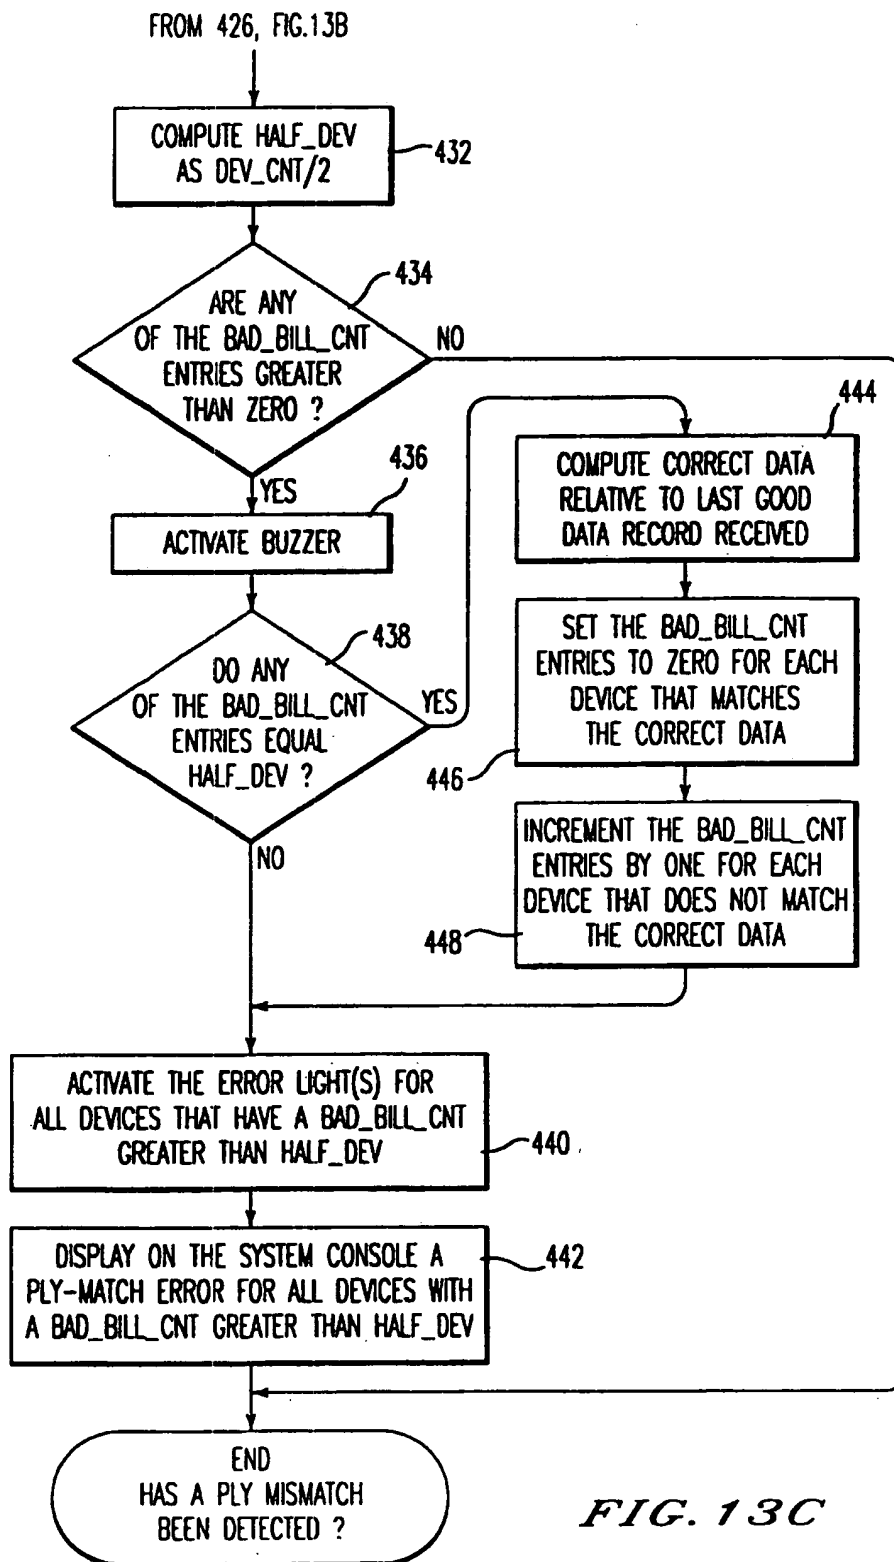 FROM 426, FIG.13B
COMPUTE HALF_DEV
AS DEV_CNT/2
432
434
ARE ANY
OF THE BAD_BILL_CNT
ENTRIES GREATER
THAN ZERO ?
NO
YES
436
ACTIVATE BUZZER
438
DO ANY
OF THE BAD_BILL_CNT
ENTRIES EQUAL
HALF_DEV ?
YES
NO
444
COMPUTE CORRECT DATA
RELATIVE TO LAST GOOD
DATA RECORD RECEIVED
SET THE BAD_BILL_CNT
ENTRIES TO ZERO FOR EACH
DEVICE THAT MATCHES
THE CORRECT DATA
446
INCREMENT THE BAD_BILL_CNT
ENTRIES BY ONE FOR EACH
DEVICE THAT DOES NOT MATCH
THE CORRECT DATA
448
ACTIVATE THE ERROR LIGHT(S) FOR
ALL DEVICES THAT HAVE A BAD_BILL_CNT
GREATER THAN HALF_DEV
440
DISPLAY ON THE SYSTEM CONSOLE A
PLY-MATCH ERROR FOR ALL DEVICES WITH
A BAD_BILL_CNT GREATER THAN HALF_DEV
442
END
HAS A PLY MISMATCH
BEEN DETECTED ?
FIG. 13C